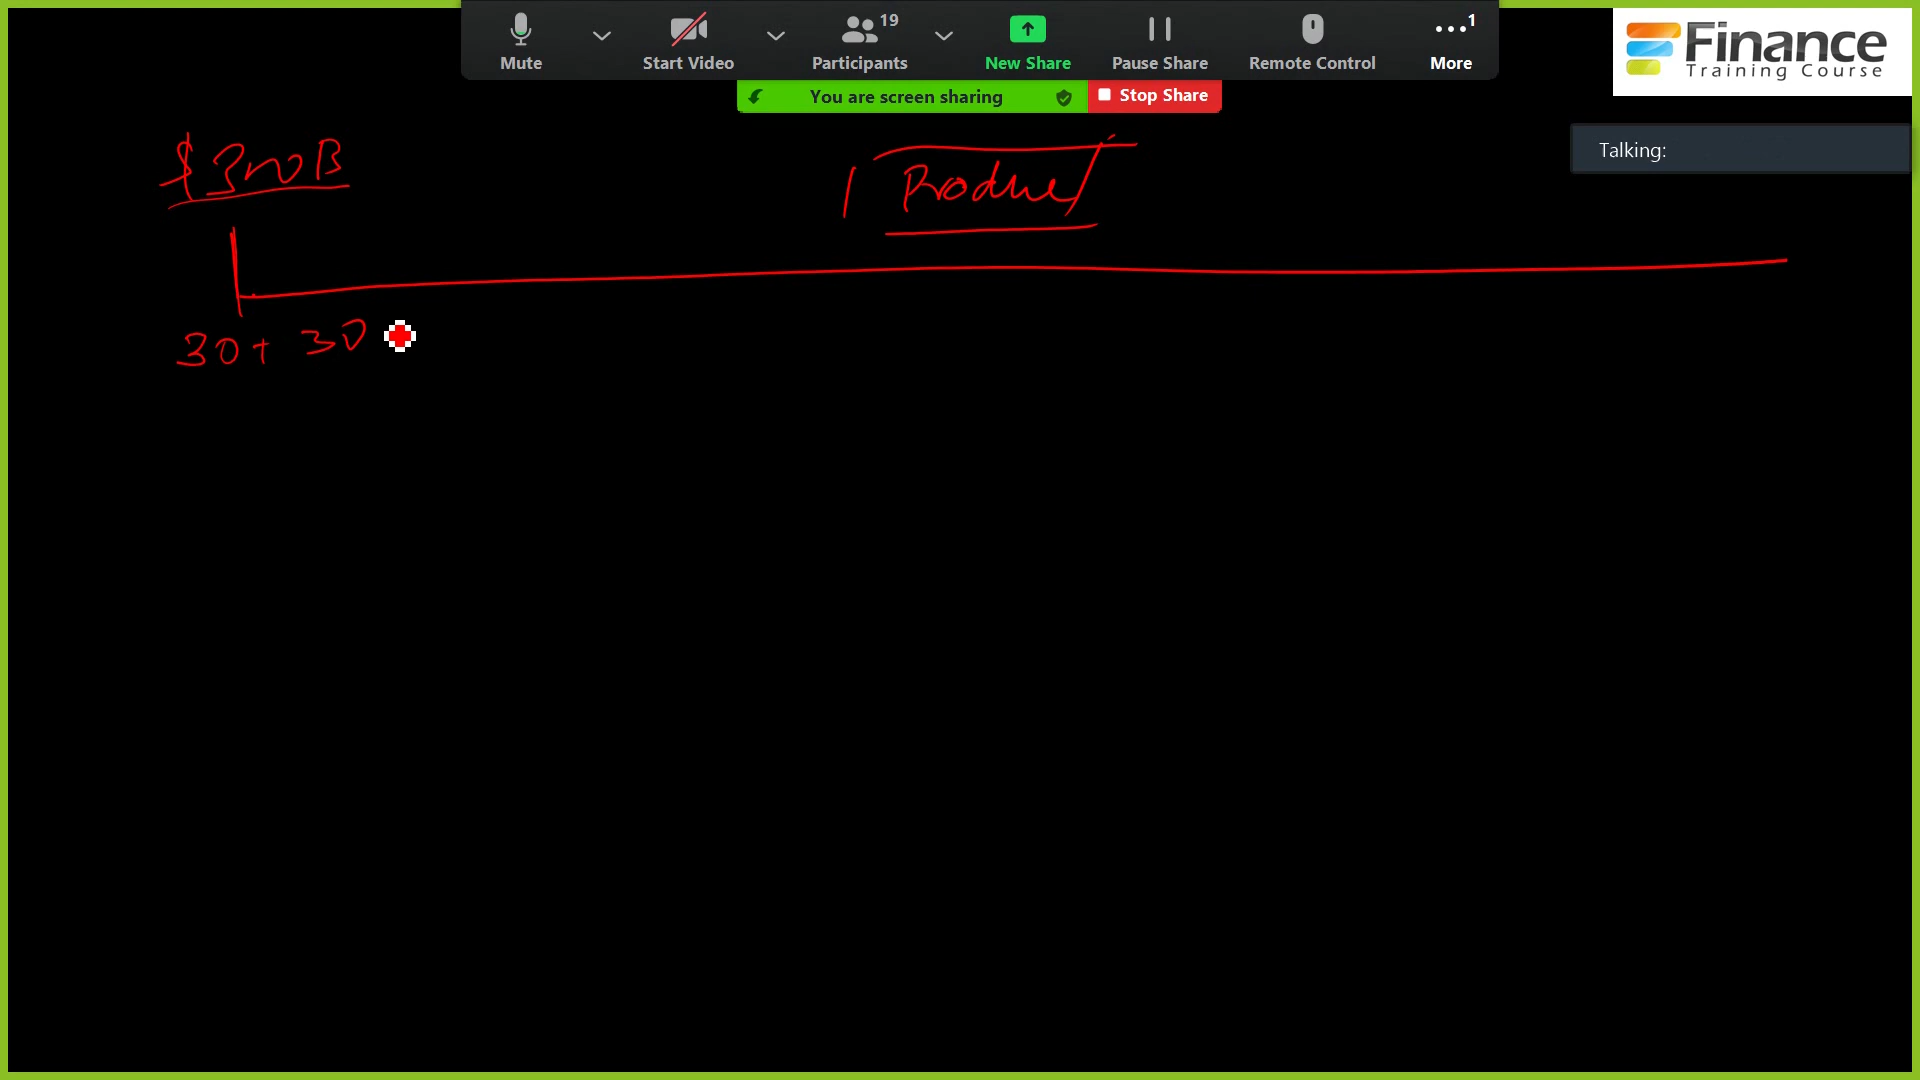 19
1
Mute
Start Video
Participants
New Share
Pause Share
Remote Control
More
Finance
Training Course
You are screen sharing
Stop Share
Talking:
$300B
1 Product
30+ 30